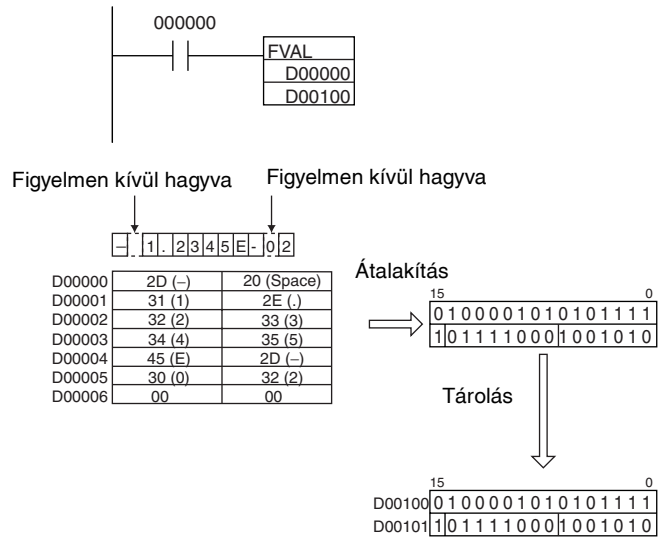 000000
FVAL
D00000
D00100
Figyelmen kívül hagyva Figyelmen kívül hagyva
– 1 . 2 3 4 5 E - 0 2
Átalakítás
D00000 2D (–) 20 (Space)
D00001 31 (1) 2E (.)
D00002 32 (2) 33 (3)
D00003 34 (4) 35 (5)
D00004 45 (E) 2D (–)
D00005 30 (0) 32 (2)
D00006 00 00
15 0
0 1 0 0 0 0 1 0 1 0 1 0 1 1 1 1
1 0 1 1 1 1 0 0 0 1 0 0 1 0 1 0
Tárolás
15 0
D00100 0 1 0 0 0 0 1 0 1 0 1 0 1 1 1 1
D00101 1 0 1 1 1 1 0 0 0 1 0 0 1 0 1 0